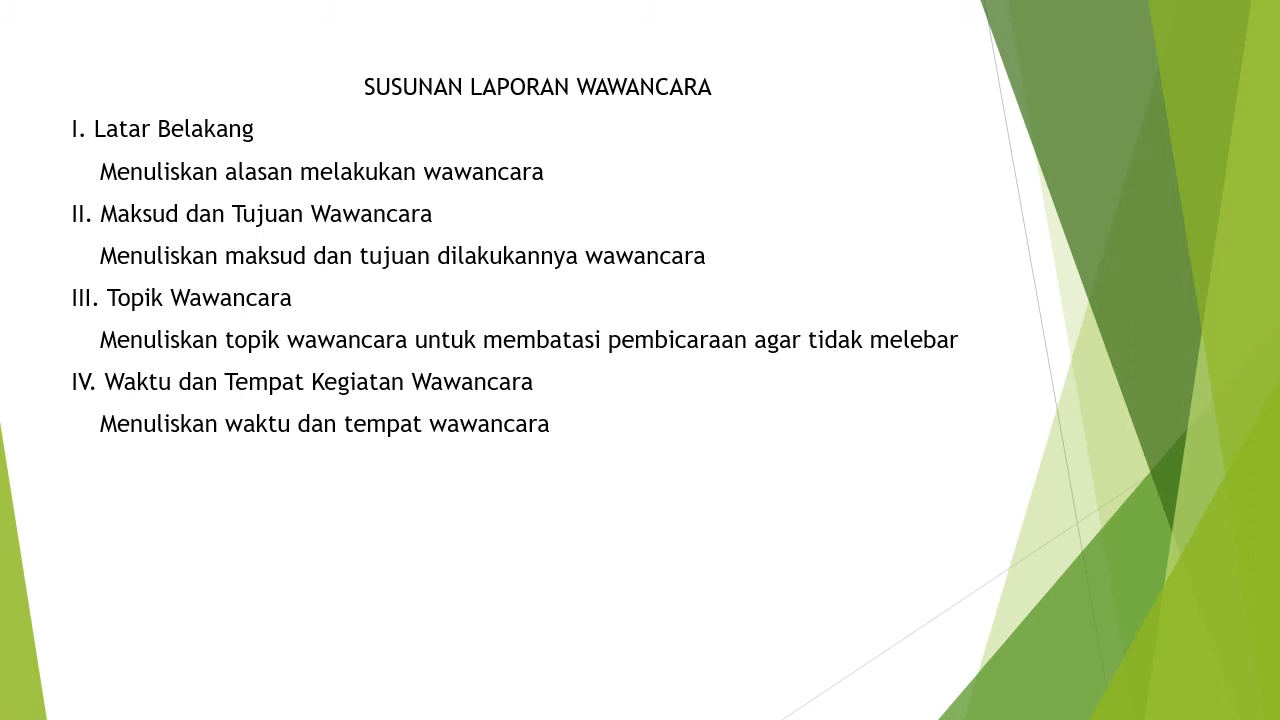 SUSUNAN LAPORAN WAWANCARA
I. Latar Belakang
Menuliskan alasan melakukan wawancara
II. Maksud dan Tujuan Wawancara
Menuliskan maksud dan tujuan dilakukannya wawancara
III. Topik Wawancara
Menuliskan topik wawancara untuk membatasi pembicaraan agar tidak melebar
IV. Waktu dan Tempat Kegiatan Wawancara
Menuliskan waktu dan tempat wawancara